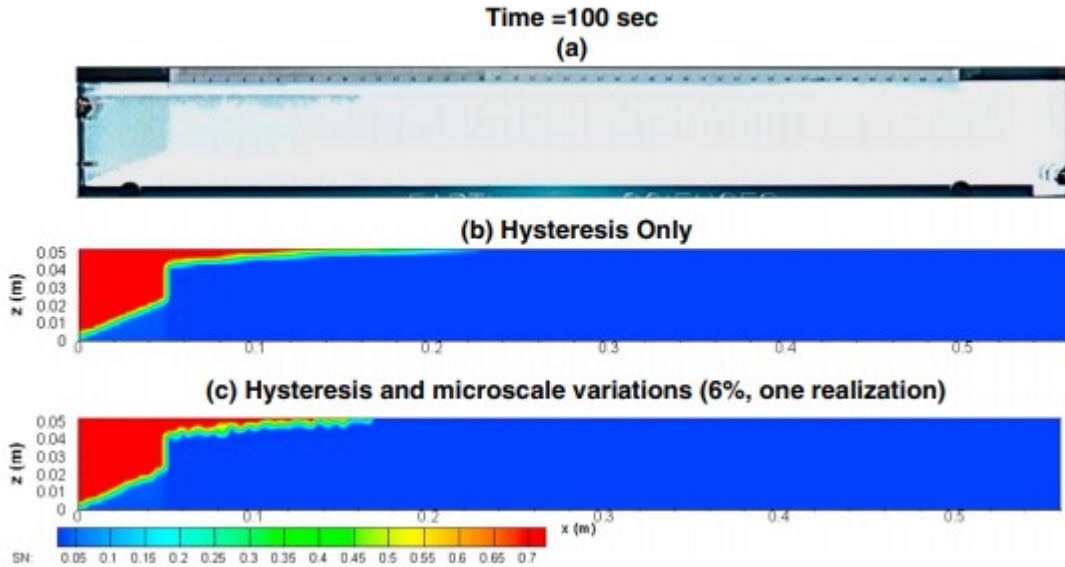 Time =100 sec
(a)
(b) Hysteresis Only
z (m)
0.05
0.04
0.03
0.02
0.01
0
0 0.1 0.2 0.3 0.4 0.5
(c) Hysteresis and microscale variations (6%, one realization)
z (m)
0.05
0.04
0.03
0.02
0.01
0
0 0.1 0.2 0.3 0.4 0.5
x (m)
SN: 0.05 0.1 0.15 0.2 0.25 0.3 0.35 0.4 0.45 0.5 0.55 0.6 0.65 0.7